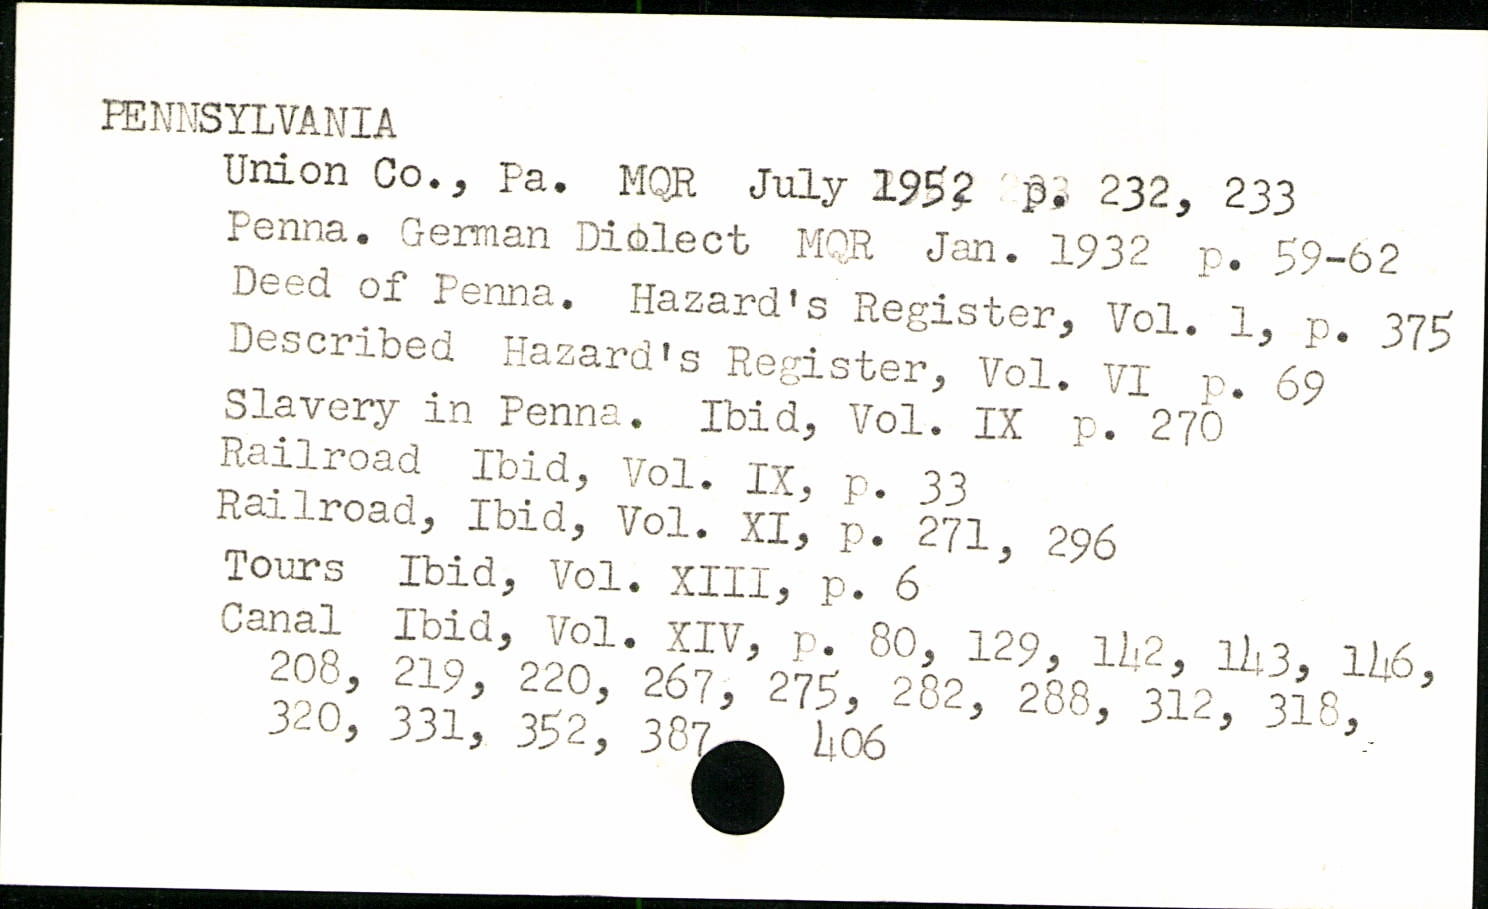 PENNSYLVANIA
Union Co., Pa. MQR July 1952 p. 232, 233
Penna. German Diolect MQR Jan. 1932 p. 59-62
Deed of Penna. Hazard's Register, Vol. 1, p. 375
Described Hazard's Register, Vol. VI p. 69
Slavery in Penna. Ibid, Vol. IX p. 270
Railroad Ibid, Vol. IX, p. 33
Railroad, Ibid, Vol. XI, p. 271, 296
Tours Ibid, Vol. XIII, p. 6
Canal Ibid, Vol. XIV, p. 80, 129, 142, 143, 146,
208, 219, 220, 267, 275, 282, 288, 312, 318,
320, 331, 352, 387 406